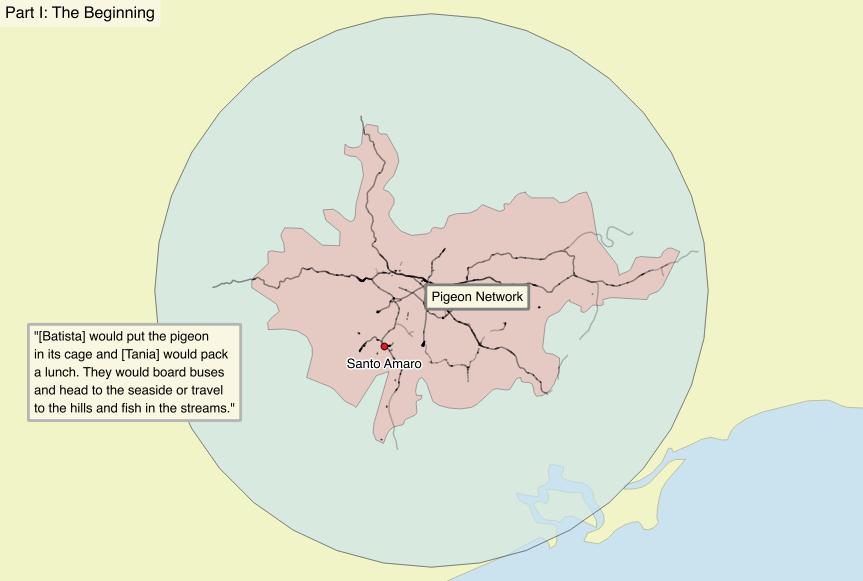 Part I: The Beginning
Pigeon Network
"[Batista] would put the pigeon
in its cage and [Tania] would pack
a lunch. They would board buses
and head to the seaside or travel
to the hills and fish in the streams."
Santo Amaro